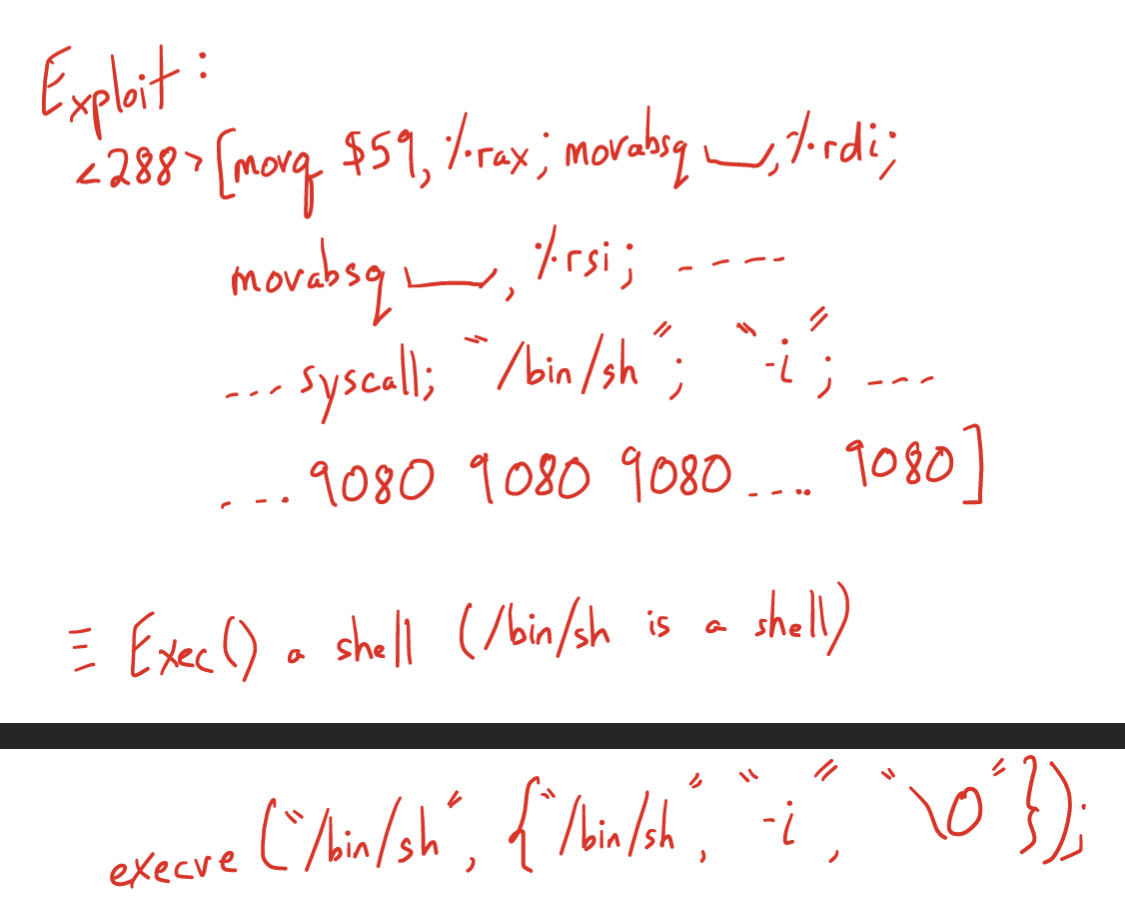 Exploit:
<288> [movq $59, %rax; movabsq ___, %rdi;
movabsq ___, %rsi; -----
--- syscall; "/bin/sh"; "-i"; ----
.... 9080 9080 9080 .... 9080]
≡ Exec() a shell (/bin/sh is a shell)
execve ("/bin/sh", {"/bin/sh", "-i", "\0"});